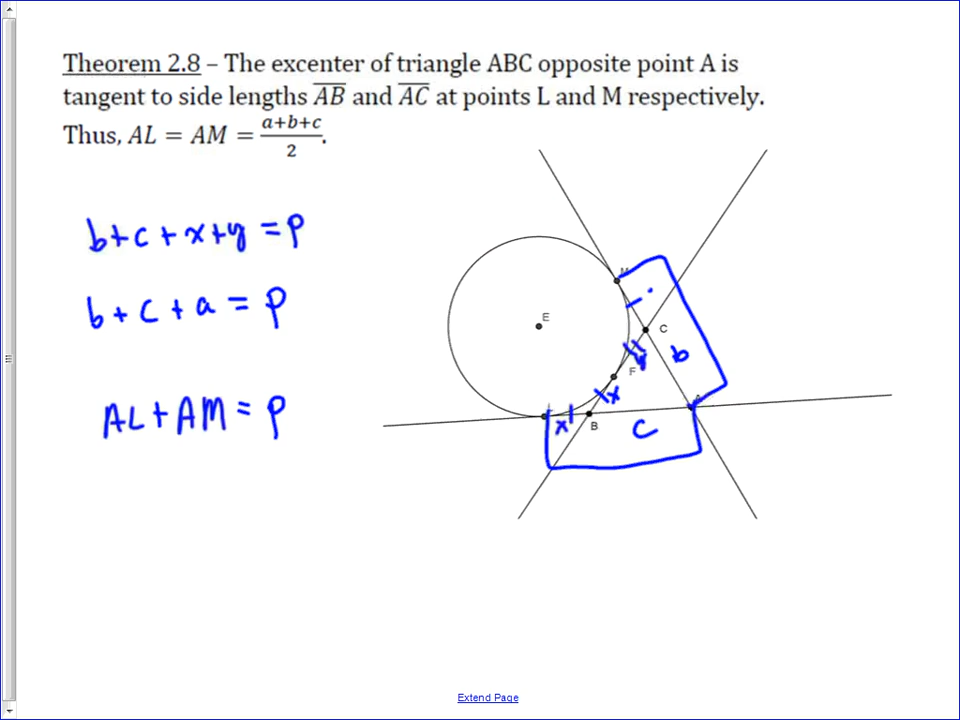 Theorem 2.8 – The excenter of triangle ABC opposite point A is
tangent to side lengths AB and AC at points L and M respectively.
Thus, AL = AM = a+b+c/2.
b+c+x+y=p
b+c+a=p
AL+AM=p
M
E
C
F
b
y
x
x
B
C
Extend Page